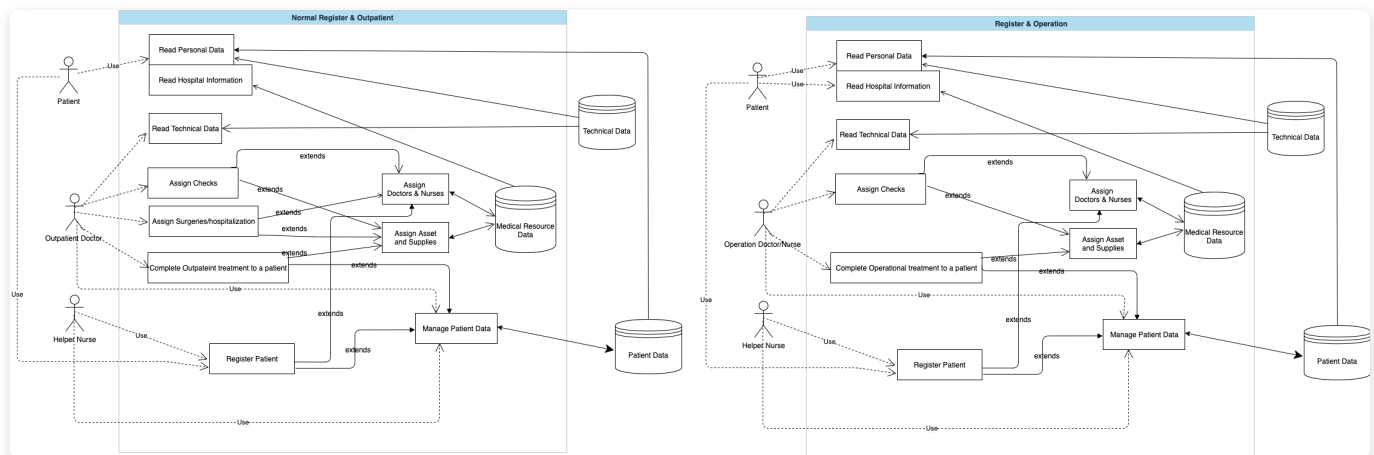 Normal Register & Outpatient
Read Personal Data
Use
Read Hospital Information
Patient
Technical Data
Read Technical Data
extends
Assign Checks
extends
Assign
Doctors & Nurses
Assign Surgeries/hospitalization
extends
extends
Outpatient Doctor
Medical Resource
Data
Assign Asset
and Supplies
extends
Complete Outpateint treatment to a patient
extends
Use
Use
Helper Nurse
extends
Use
Manage Patient Data
extends
Register Patient
Patient Data
Use
Register & Operation
Read Personal Data
Use
Use
Read Hospital Information
Patient
Technical Data
Read Technical Data
extends
Assign Checks
extends
Assign
Doctors & Nurses
Operation Doctor/Nurse
Medical Resource
Data
Assign Asset
and Supplies
extends
Complete Operational treatment to a patient
extends
Use
Use
Helper Nurse
extends
Use
Manage Patient Data
extends
Register Patient
Patient Data
Use